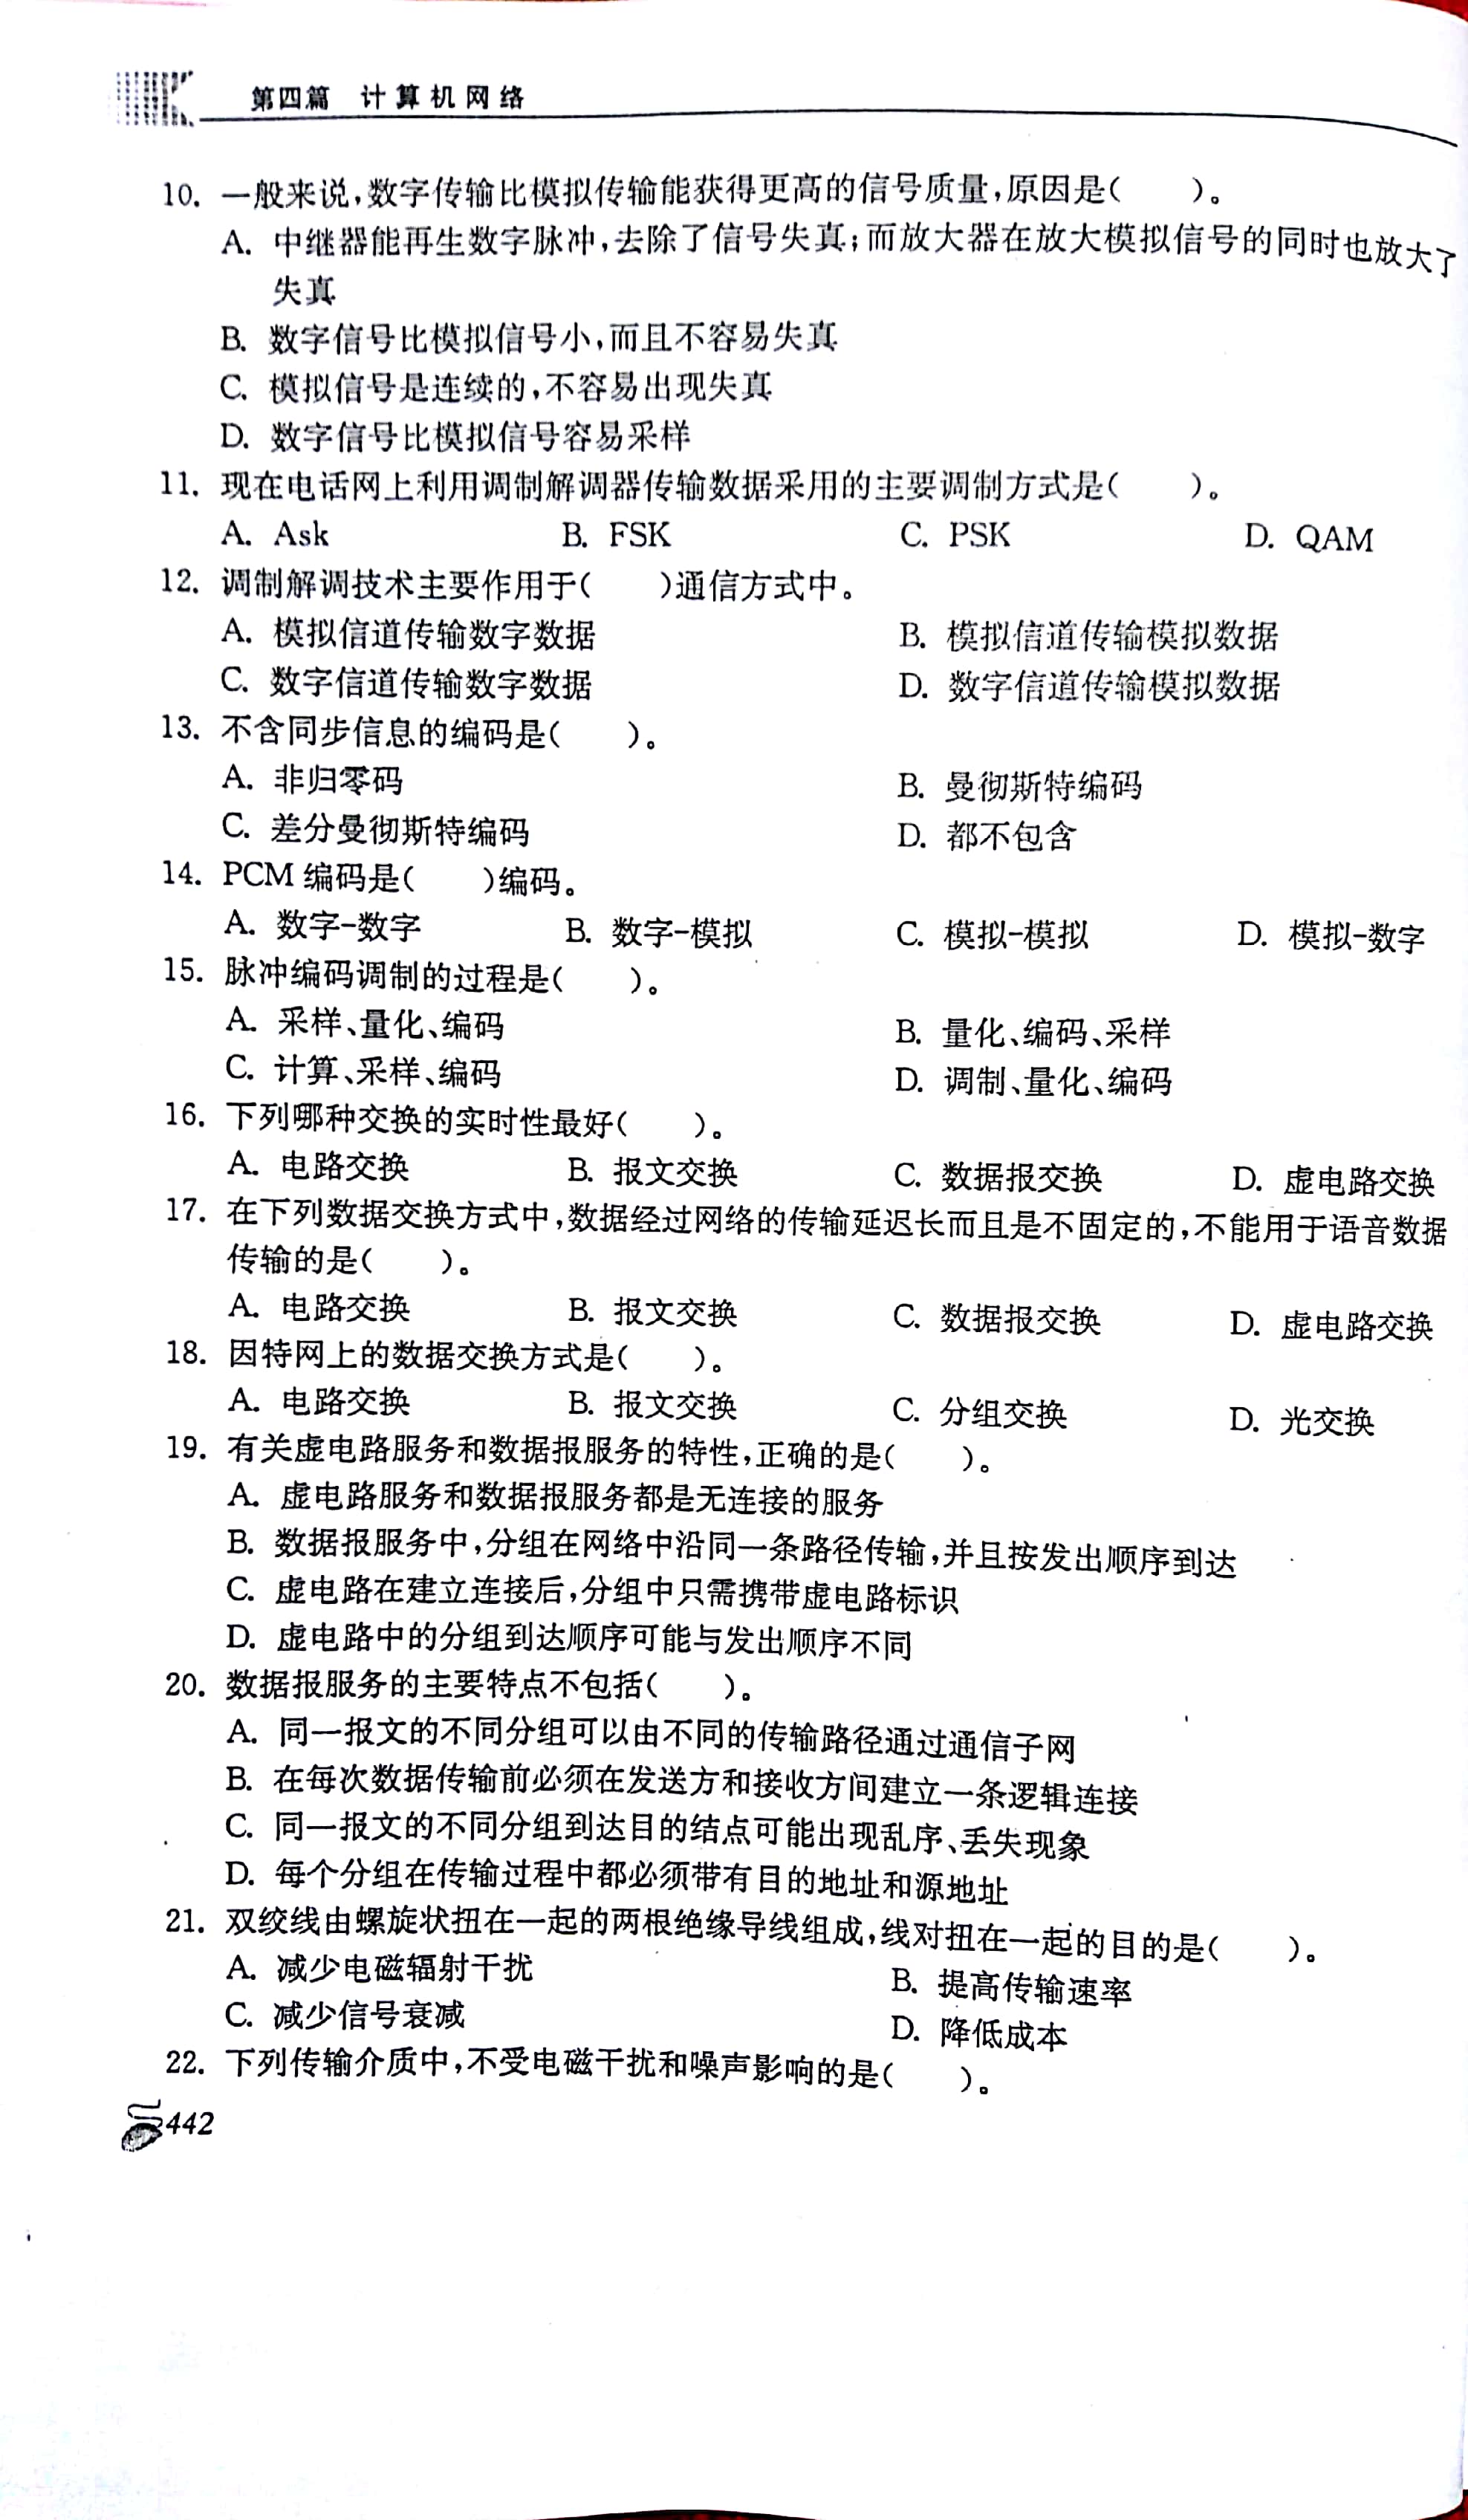 第四篇 计算机网络
10. 一般来说,数字传输比模拟传输能获得更高的信号质量,原因是(　　)。
A. 中继器能再生数字脉冲,去除了信号失真;而放大器在放大模拟信号的同时也放大了
失真
B. 数字信号比模拟信号小,而且不容易失真
C. 模拟信号是连续的,不容易出现失真
D. 数字信号比模拟信号容易采样
11. 现在电话网上利用调制解调器传输数据采用的主要调制方式是(　　)。
A. Ask B. FSK C. PSK D. QAM
12. 调制解调技术主要作用于(　　)通信方式中。
A. 模拟信道传输数字数据 B. 模拟信道传输模拟数据
C. 数字信道传输数字数据 D. 数字信道传输模拟数据
13. 不含同步信息的编码是(　　)。
A. 非归零码 B. 曼彻斯特编码
C. 差分曼彻斯特编码 D. 都不包含
14. PCM 编码是(　　)编码。
A. 数字-数字 B. 数字-模拟 C. 模拟-模拟 D. 模拟-数字
15. 脉冲编码调制的过程是(　　)。
A. 采样、量化、编码 B. 量化、编码、采样
C. 计算、采样、编码 D. 调制、量化、编码
16. 下列哪种交换的实时性最好(　　)。
A. 电路交换 B. 报文交换 C. 数据报交换 D. 虚电路交换
17. 在下列数据交换方式中,数据经过网络的传输延迟长而且是不固定的,不能用于语音数据
传输的是(　　)。
A. 电路交换 B. 报文交换 C. 数据报交换 D. 虚电路交换
18. 因特网上的数据交换方式是(　　)。
A. 电路交换 B. 报文交换 C. 分组交换 D. 光交换
19. 有关虚电路服务和数据报服务的特性,正确的是(　　)。
A. 虚电路服务和数据报服务都是无连接的服务
B. 数据报服务中,分组在网络中沿同一条路径传输,并且按发出顺序到达
C. 虚电路在建立连接后,分组中只需携带虚电路标识
D. 虚电路中的分组到达顺序可能与发出顺序不同
20. 数据报服务的主要特点不包括(　　)。
A. 同一报文的不同分组可以由不同的传输路径通过通信子网
B. 在每次数据传输前必须在发送方和接收方间建立一条逻辑连接
C. 同一报文的不同分组到达目的结点可能出现乱序、丢失现象
D. 每个分组在传输过程中都必须带有目的地址和源地址
21. 双绞线由螺旋状扭在一起的两根绝缘导线组成,线对扭在一起的目的是(　　)。
A. 减少电磁辐射干扰 B. 提高传输速率
C. 减少信号衰减 D. 降低成本
22. 下列传输介质中,不受电磁干扰和噪声影响的是(　　)。
442